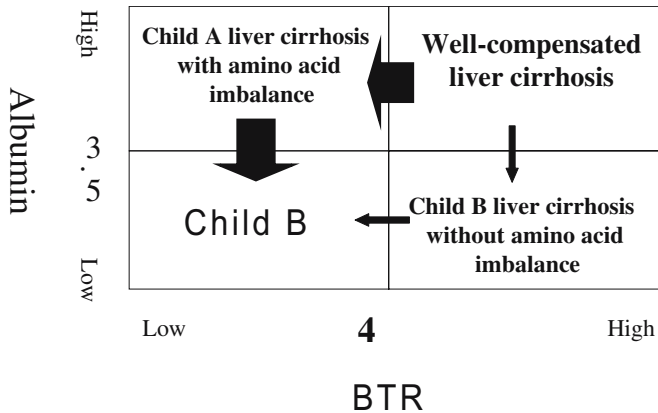 High
Child A liver cirrhosis
with amino acid
imbalance
Well-compensated
liver cirrhosis
Albumin
3.5
Child B
Child B liver cirrhosis
without amino acid
imbalance
Low
Low
4
High
BTR